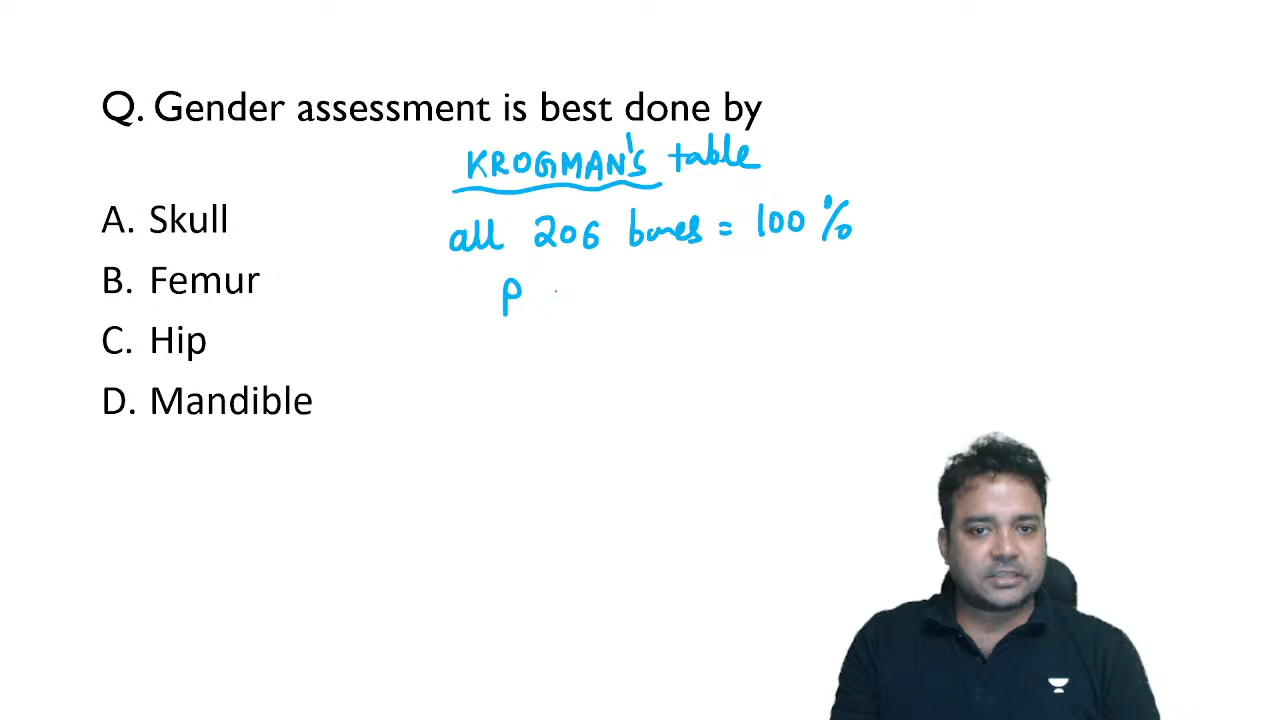 Q. Gender assessment is best done by
KROGMAN'S table
A. Skull
all 206 bones = 100 %
B. Femur
P
C. Hip
D. Mandible